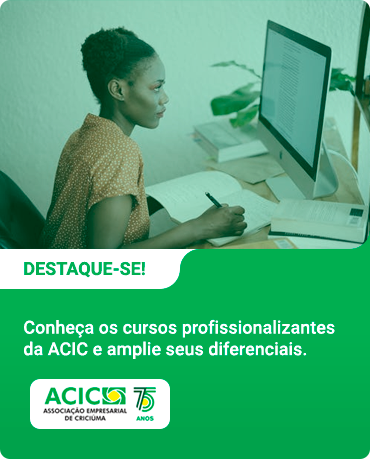 DESTAQUE-SE!
Conheça os cursos profissionalizantes
da ACIC e amplie seus diferenciais.
ACIC 75
ASSOCIAÇÃO EMPRESARIAL
DE CRICIÚMA ANOS